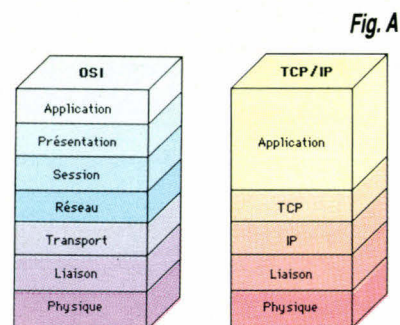 Fig. A
OSI
Application
Présentation
Session
Réseau
Transport
Liaison
Physique
TCP/IP
Application
TCP
IP
Liaison
Physique